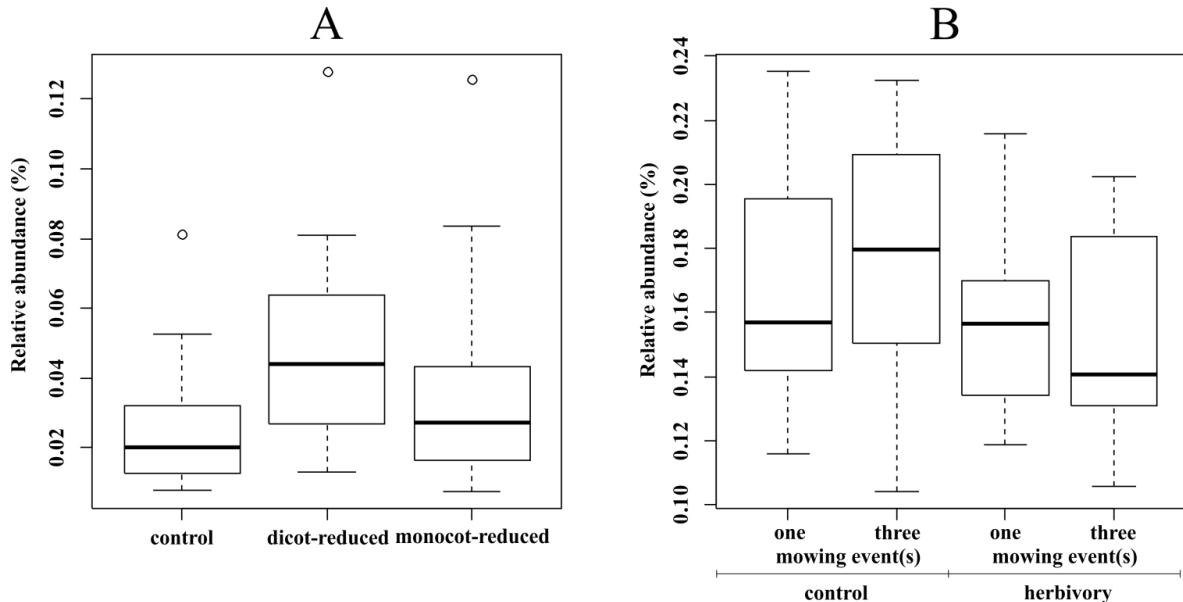 A
Relative abundance (%)
0.12
0.10
0.08
0.06
0.04
0.02
control dicot-reduced monocot-reduced
B
Relative abundance (%)
0.24
0.22
0.20
0.18
0.16
0.14
0.12
0.10
one three one three
mowing event(s) mowing event(s)
control herbivory